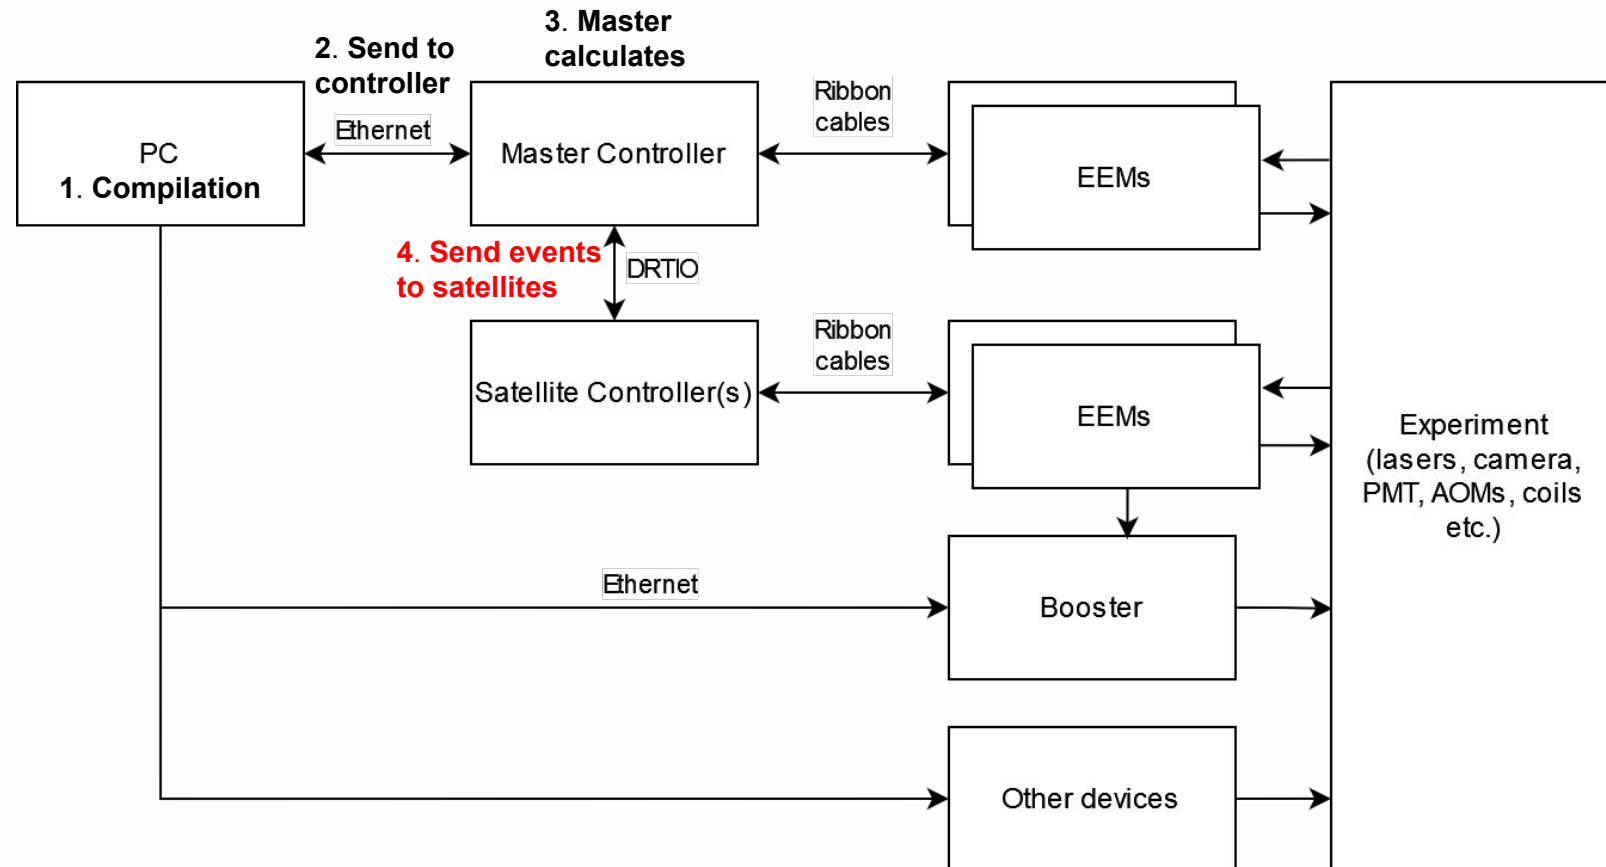 3. Master
calculates
2. Send to
controller
Ethernet
PC
1. Compilation
Master Controller
Ribbon
cables
EEMs
4. Send events
to satellites
DRTIO
Satellite Controller(s)
Ribbon
cables
EEMs
Experiment
(lasers, camera,
PMT, AOMs, coils
etc.)
Ethernet
Booster
Other devices